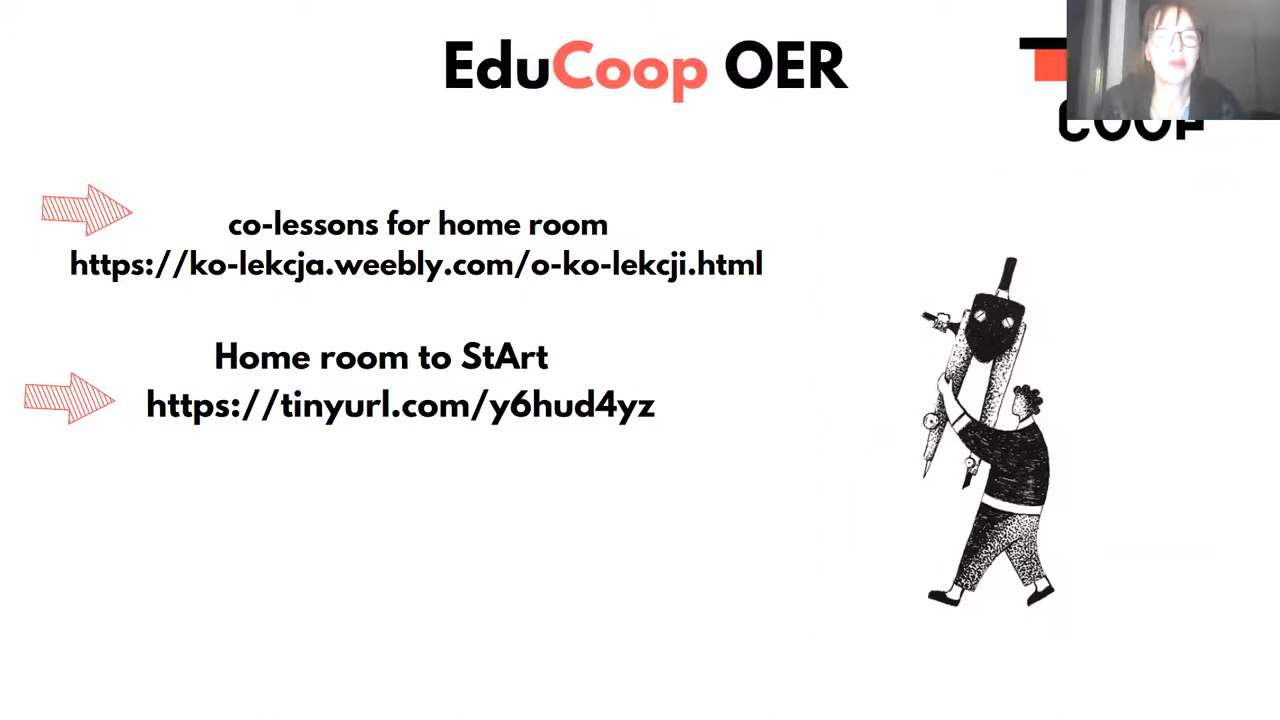 EduCoop OER
COOP
co-lessons for home room
https://ko-lekcja.weebly.com/o-ko-lekcji.html
Home room to StArt
https://tinyurl.com/y6hud4yz